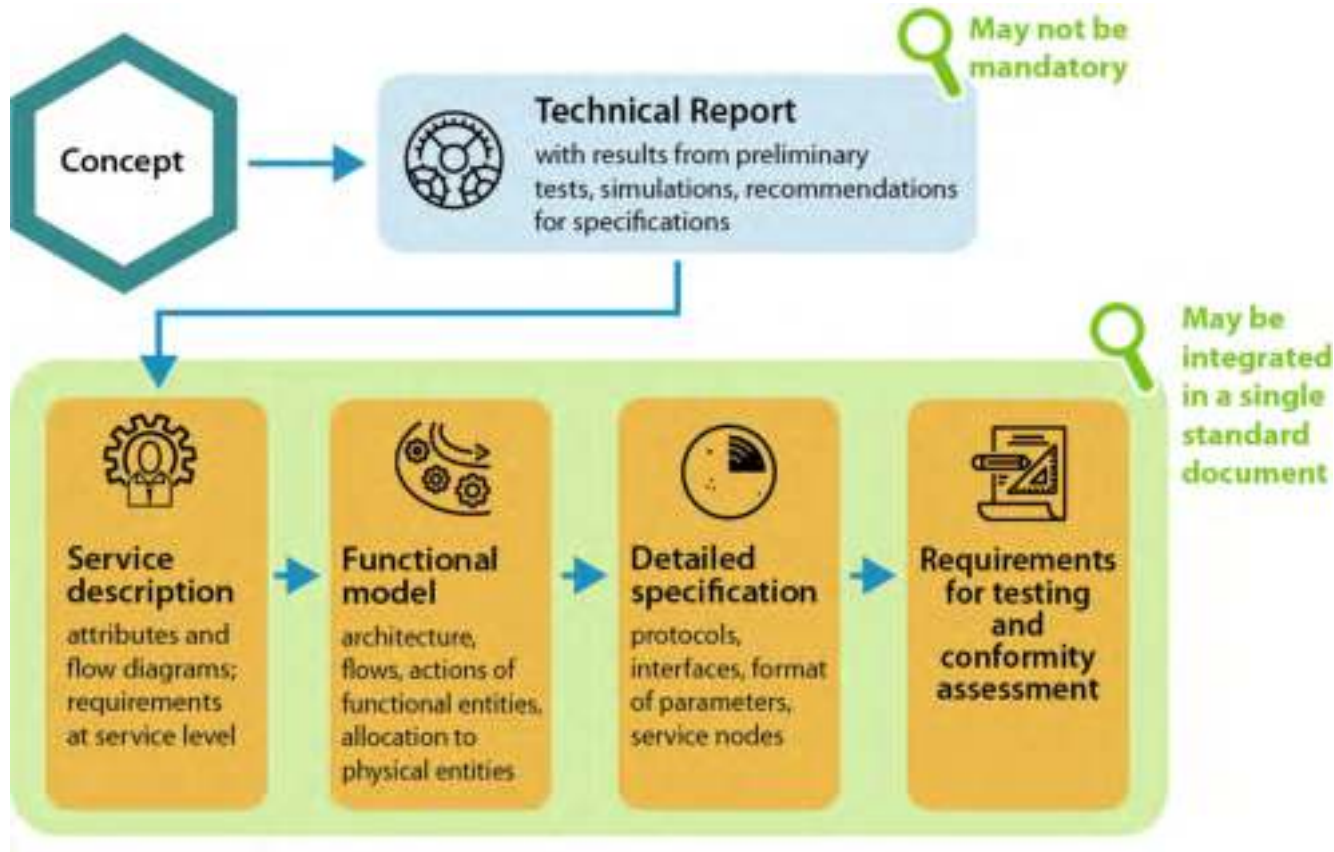 May not be
mandatory
Concept
Technical Report
with results from preliminary
tests, simulations, recommendations
for specifications
May be
integrated
in a single
standard
document
Service
description
attributes and
flow diagrams;
requirements
at service level
Functional
model
architecture,
flows, actions of
functional entities,
allocation to
physical entities
Detailed
specification
protocols,
interfaces, format
of parameters,
service nodes
Requirements
for testing
and
conformity
assessment